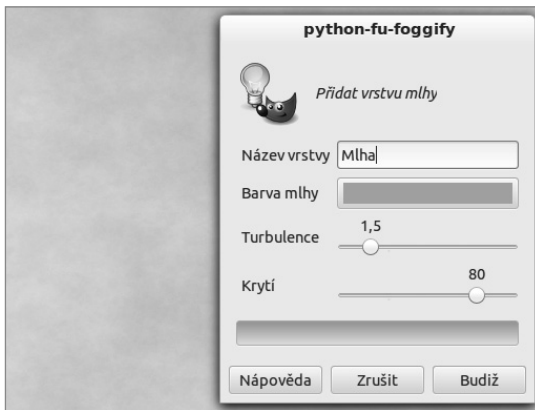 python-fu-foggify
Přidat vrstvu mlhy
Název vrstvy Mlha
Barva mlhy
Turbulence 1,5
Krytí 80
Nápověda Zrušit Budiž